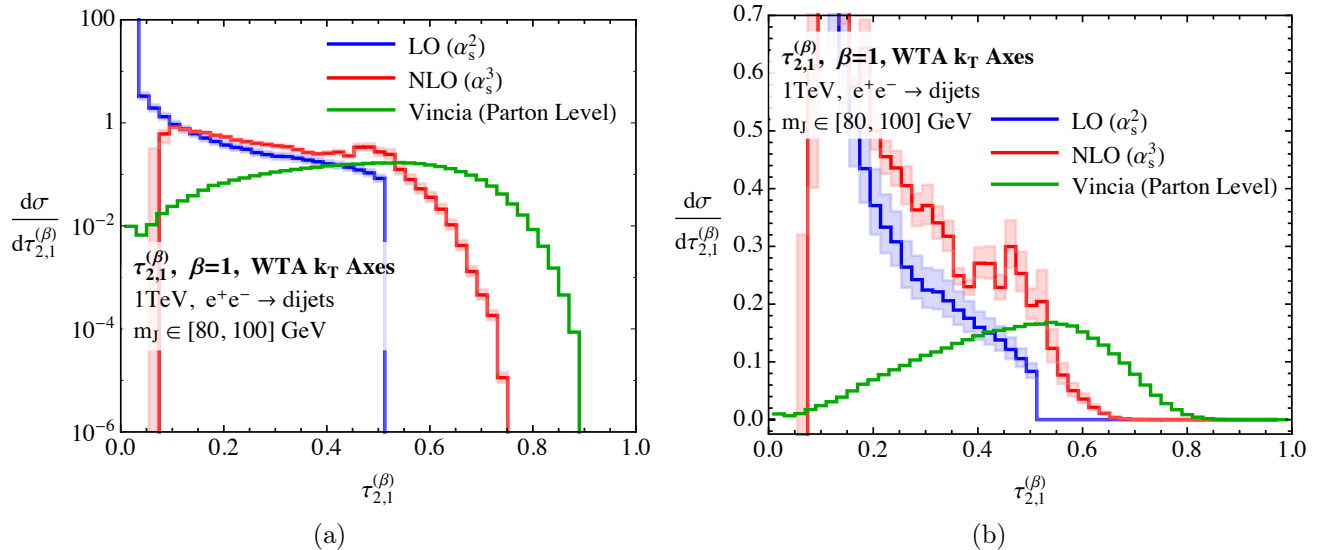 100
1
10⁻²
10⁻⁴
10⁻⁶
dσ
dτ₂,₁⁽ᵝ⁾
LO (αₛ²)
NLO (αₛ³)
Vincia (Parton Level)
τ₂,₁⁽ᵝ⁾, β=1, WTA k_T Axes
1TeV, e⁺e⁻ → dijets
m_J ∈ [80, 100] GeV
0.0 0.2 0.4 0.6 0.8 1.0
τ₂,₁⁽ᵝ⁾
(a)
0.7
0.6
0.5
0.4
0.3
0.2
0.1
0.0
dσ
dτ₂,₁⁽ᵝ⁾
τ₂,₁⁽ᵝ⁾, β=1, WTA k_T Axes
1TeV, e⁺e⁻ → dijets
m_J ∈ [80, 100] GeV
LO (αₛ²)
NLO (αₛ³)
Vincia (Parton Level)
0.0 0.2 0.4 0.6 0.8 1.0
τ₂,₁⁽ᵝ⁾
(b)